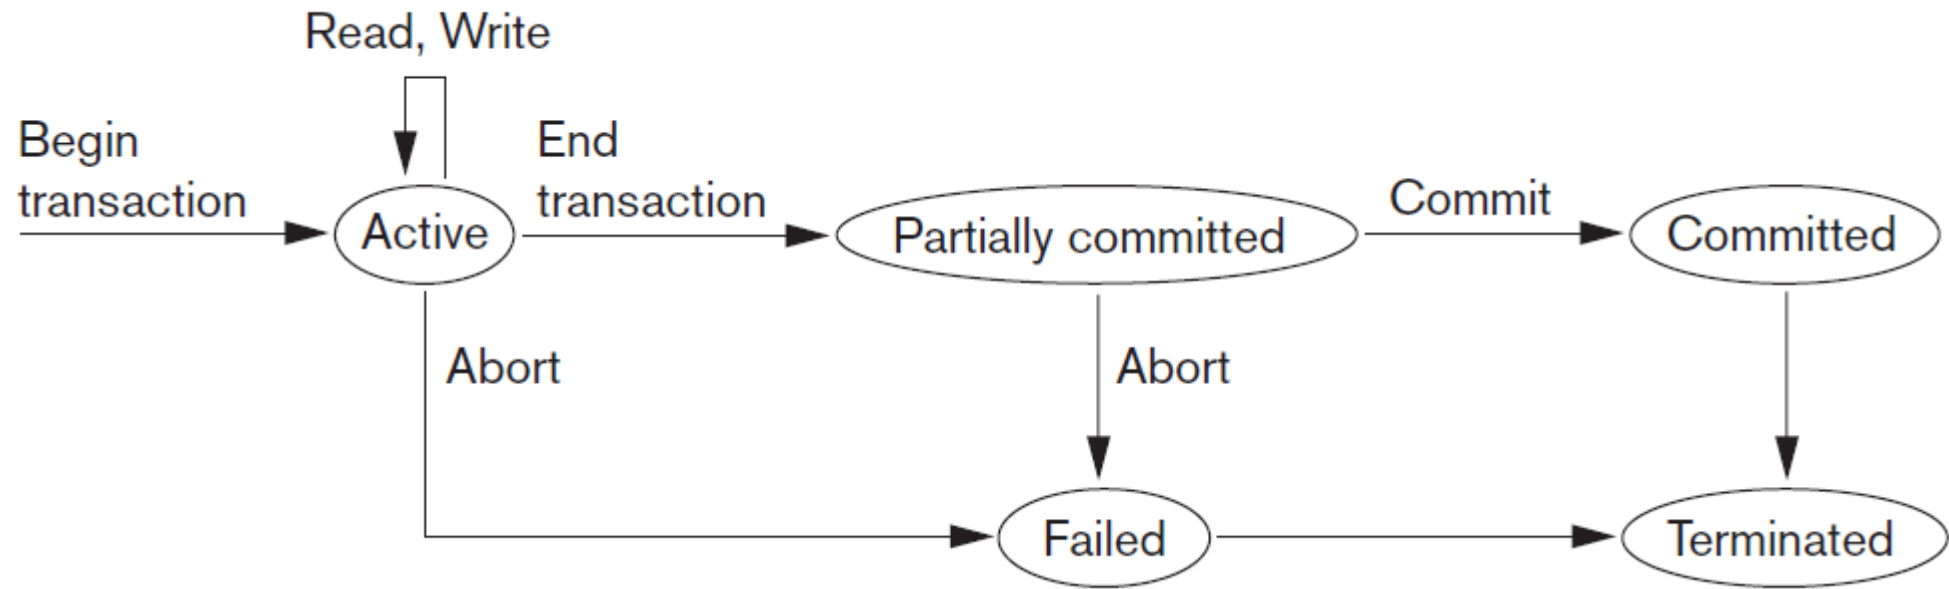 Read, Write
Begin
transaction
End
transaction
Active
Partially committed
Commit
Committed
Abort
Abort
Failed
Terminated